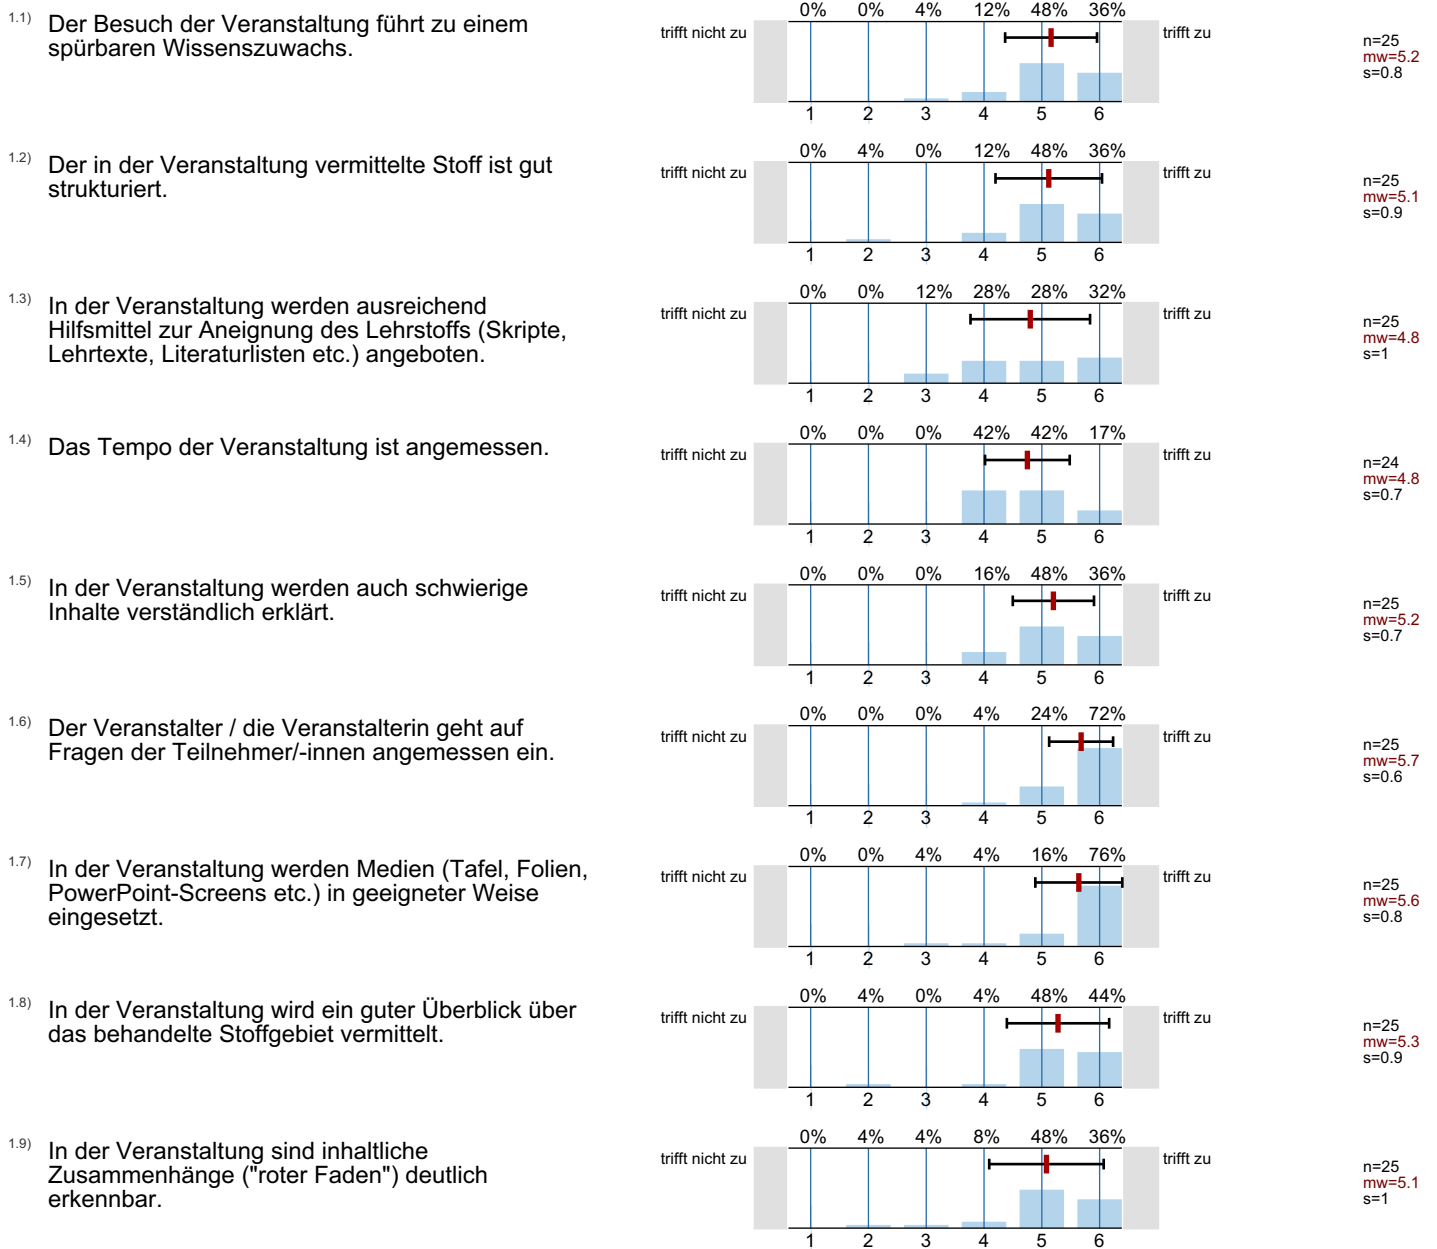 1.1) Der Besuch der Veranstaltung führt zu einem
spürbaren Wissenszuwachs.
0% 0% 4% 12% 48% 36%
trifft nicht zu trifft zu
1 2 3 4 5 6
n=25
mw=5.2
s=0.8
1.2) Der in der Veranstaltung vermittelte Stoff ist gut
strukturiert.
0% 4% 0% 12% 48% 36%
trifft nicht zu trifft zu
1 2 3 4 5 6
n=25
mw=5.1
s=0.9
1.3) In der Veranstaltung werden ausreichend
Hilfsmittel zur Aneignung des Lehrstoffs (Skripte,
Lehrtexte, Literaturlisten etc.) angeboten.
0% 0% 12% 28% 28% 32%
trifft nicht zu trifft zu
1 2 3 4 5 6
n=25
mw=4.8
s=1
1.4) Das Tempo der Veranstaltung ist angemessen.
0% 0% 0% 42% 42% 17%
trifft nicht zu trifft zu
1 2 3 4 5 6
n=24
mw=4.8
s=0.7
1.5) In der Veranstaltung werden auch schwierige
Inhalte verständlich erklärt.
0% 0% 0% 16% 48% 36%
trifft nicht zu trifft zu
1 2 3 4 5 6
n=25
mw=5.2
s=0.7
1.6) Der Veranstalter / die Veranstalterin geht auf
Fragen der Teilnehmer/-innen angemessen ein.
0% 0% 0% 4% 24% 72%
trifft nicht zu trifft zu
1 2 3 4 5 6
n=25
mw=5.7
s=0.6
1.7) In der Veranstaltung werden Medien (Tafel, Folien,
PowerPoint-Screens etc.) in geeigneter Weise
eingesetzt.
0% 0% 4% 4% 16% 76%
trifft nicht zu trifft zu
1 2 3 4 5 6
n=25
mw=5.6
s=0.8
1.8) In der Veranstaltung wird ein guter Überblick über
das behandelte Stoffgebiet vermittelt.
0% 4% 0% 4% 48% 44%
trifft nicht zu trifft zu
1 2 3 4 5 6
n=25
mw=5.3
s=0.9
1.9) In der Veranstaltung sind inhaltliche
Zusammenhänge ("roter Faden") deutlich
erkennbar.
0% 4% 4% 8% 48% 36%
trifft nicht zu trifft zu
1 2 3 4 5 6
n=25
mw=5.1
s=1